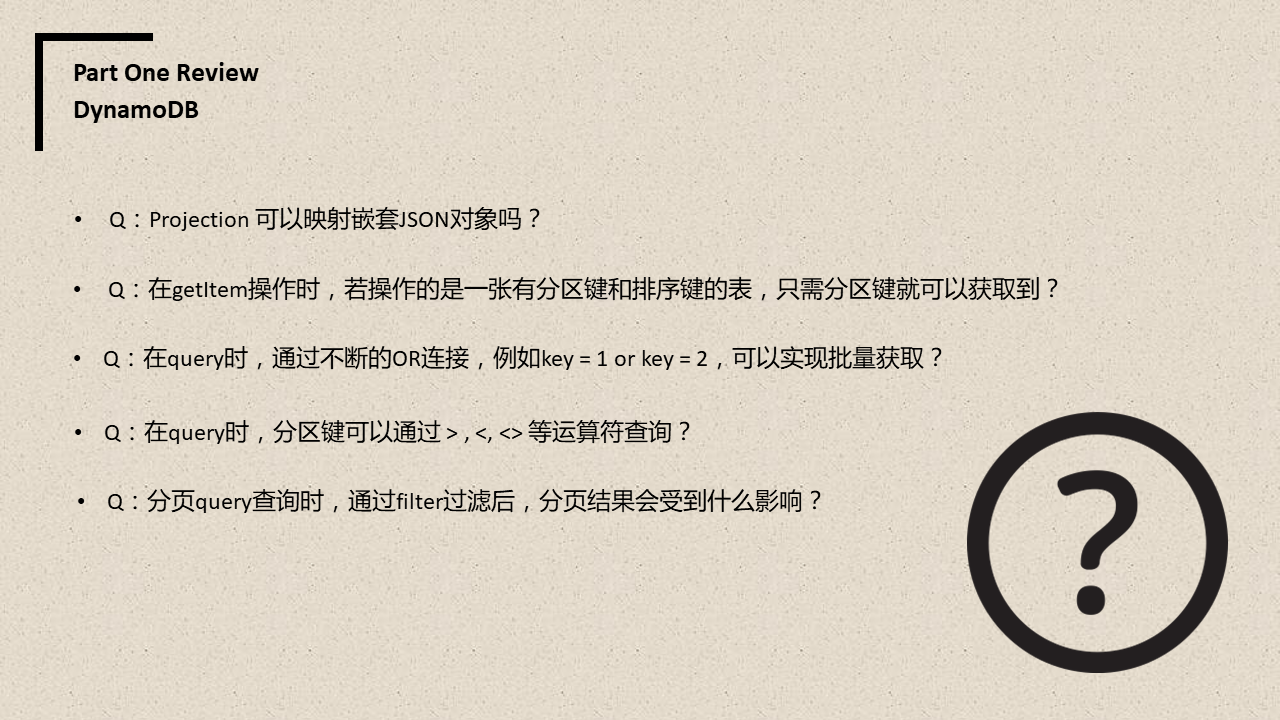 Part One Review
DynamoDB
• Q：Projection 可以映射嵌套JSON对象吗？
• Q：在getItem操作时，若操作的是一张有分区键和排序键的表，只需分区键就可以获取到？
• Q：在query时，通过不断的OR连接，例如key = 1 or key = 2，可以实现批量获取？
• Q：在query时，分区键可以通过 > , <, <> 等运算符查询？
• Q：分页query查询时，通过filter过滤后，分页结果会受到什么影响？
?